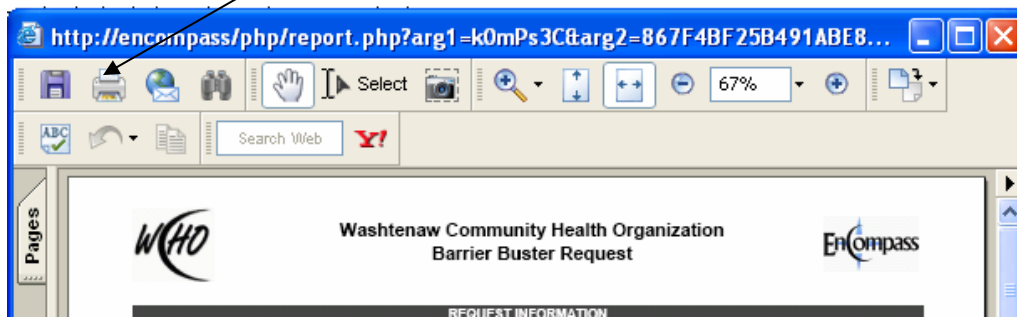 http://encompass/php/report.php?arg1=k0mPs3C&arg2=867F4BF25B491ABE8...
Select
67%
ABC
Search Web
Y!
Pages
WCHO
Washtenaw Community Health Organization
Barrier Buster Request
EnCompass
REQUEST INFORMATION